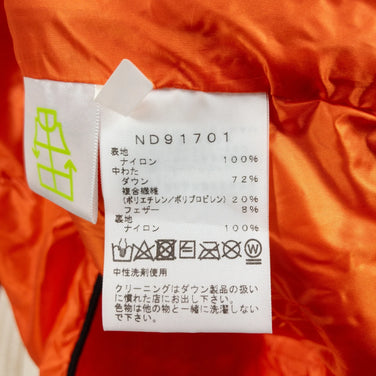 ND91701
表地
ナイロン 100%
中わた
ダウン 72%
複合繊維
(ポリエチレン/ポリプロピレン) 20%
フェザー 8%
裏地
ナイロン 100%
中性洗剤使用
クリーニングはダウン製品の扱い
に慣れた店にお出し下さい。
色物は他の物と一緒に洗濯しない
で下さい。